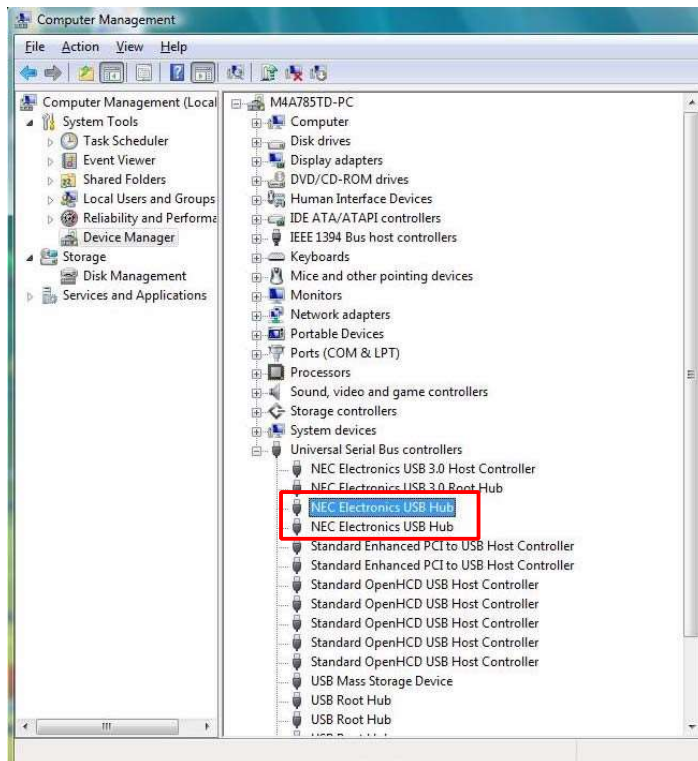 Computer Management
File Action View Help
Computer Management (Local
System Tools
Task Scheduler
Event Viewer
Shared Folders
Local Users and Groups
Reliability and Performa
Device Manager
Storage
Disk Management
Services and Applications
M4A785TD-PC
Computer
Disk drives
Display adapters
DVD/CD-ROM drives
Human Interface Devices
IDE ATA/ATAPI controllers
IEEE 1394 Bus host controllers
Keyboards
Mice and other pointing devices
Monitors
Network adapters
Portable Devices
Ports (COM & LPT)
Processors
Sound, video and game controllers
Storage controllers
System devices
Universal Serial Bus controllers
NEC Electronics USB 3.0 Host Controller
NEC Electronics USB 3.0 Root Hub
NEC Electronics USB Hub
NEC Electronics USB Hub
Standard Enhanced PCI to USB Host Controller
Standard Enhanced PCI to USB Host Controller
Standard OpenHCD USB Host Controller
Standard OpenHCD USB Host Controller
Standard OpenHCD USB Host Controller
Standard OpenHCD USB Host Controller
Standard OpenHCD USB Host Controller
USB Mass Storage Device
USB Root Hub
USB Root Hub